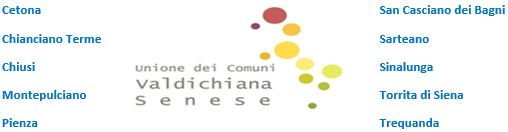 Cetona
Chianciano Terme
Chiusi
Montepulciano
Pienza
Unione dei Comuni
Valdichiana
Senese
San Casciano dei Bagni
Sarteano
Sinalunga
Torrita di Siena
Trequanda